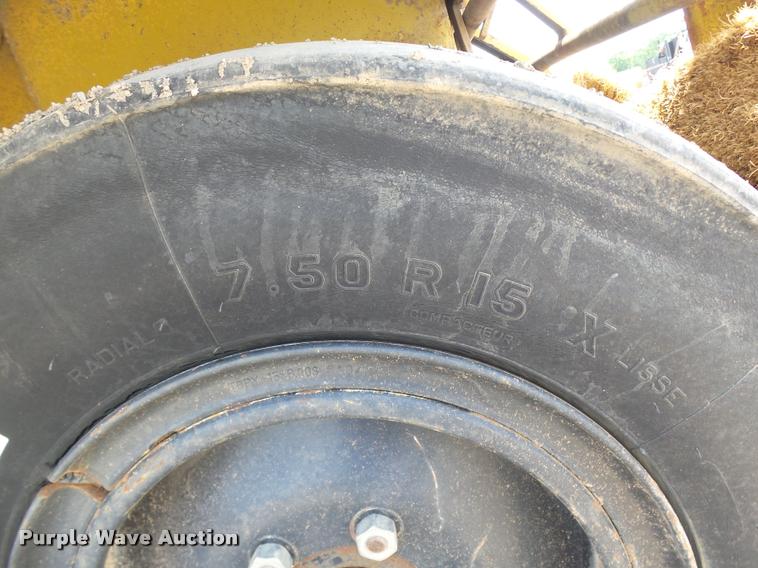 7.50 R 15 X LISSE
COMPACTEUR
RADIAL
Purple Wave Auction